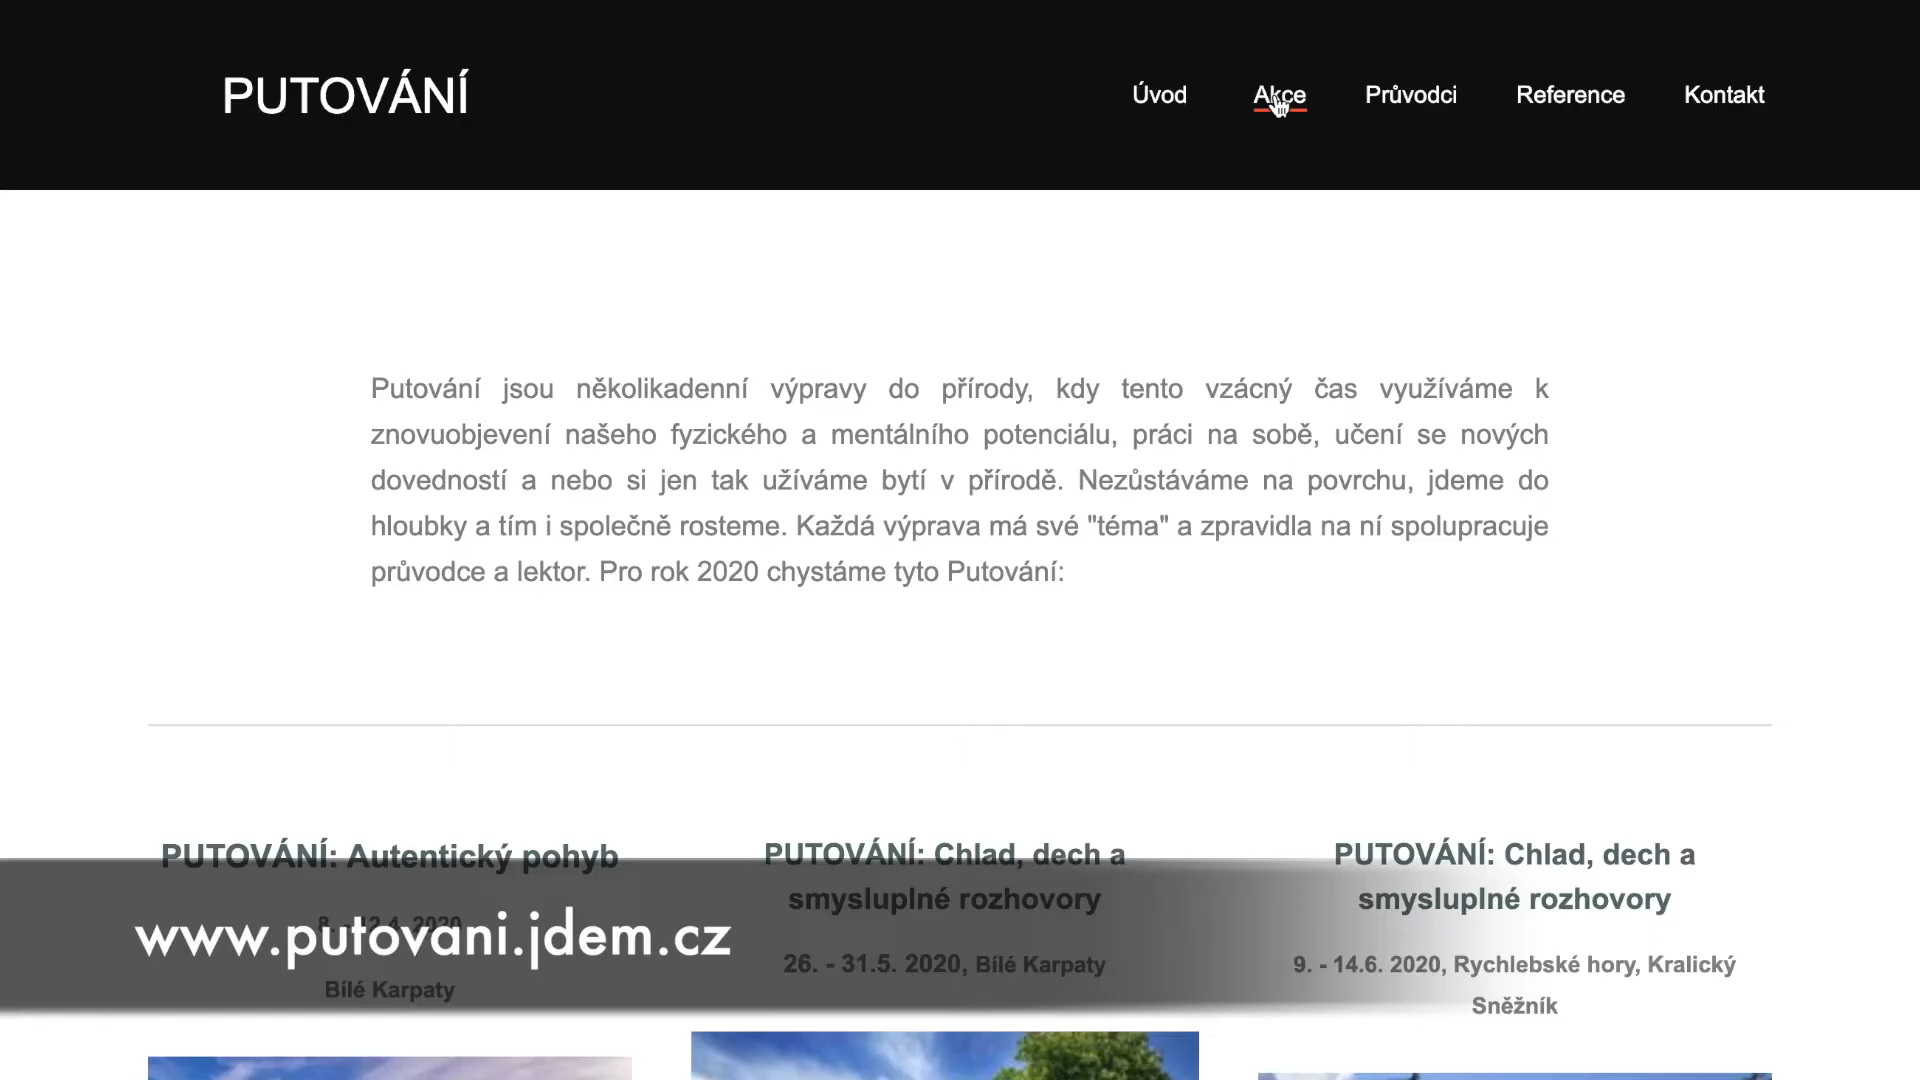 PUTOVÁNÍ
Úvod
Akce
Průvodci
Reference
Kontakt
Putování jsou několikadenní výpravy do přírody, kdy tento vzácný čas využíváme k
znovuobjevení našeho fyzického a mentálního potenciálu, práci na sobě, učení se nových
dovedností a nebo si jen tak užíváme bytí v přírodě. Nezůstáváme na povrchu, jdeme do
hloubky a tím i společně rosteme. Každá výprava má své "téma" a zpravidla na ní spolupracuje
průvodce a lektor. Pro rok 2020 chystáme tyto Putování:
PUTOVÁNÍ: Autentický pohyb
8. - 12.4. 2020
Bílé Karpaty
PUTOVÁNÍ: Chlad, dech a
smysluplné rozhovory
26. - 31.5. 2020, Bílé Karpaty
PUTOVÁNÍ: Chlad, dech a
smysluplné rozhovory
9. - 14.6. 2020, Rychlebské hory, Kralický
Sněžník
www.putovani.jdem.cz